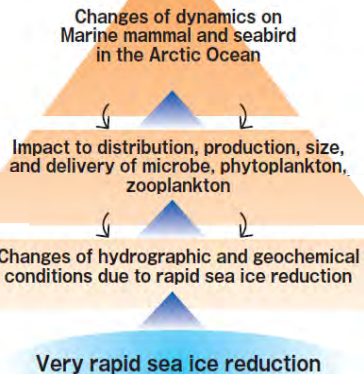 Changes of dynamics on
Marine mammal and seabird
in the Arctic Ocean
Impact to distribution, production, size,
and delivery of microbe, phytoplankton,
zooplankton
Changes of hydrographic and geochemical
conditions due to rapid sea ice reduction
Very rapid sea ice reduction